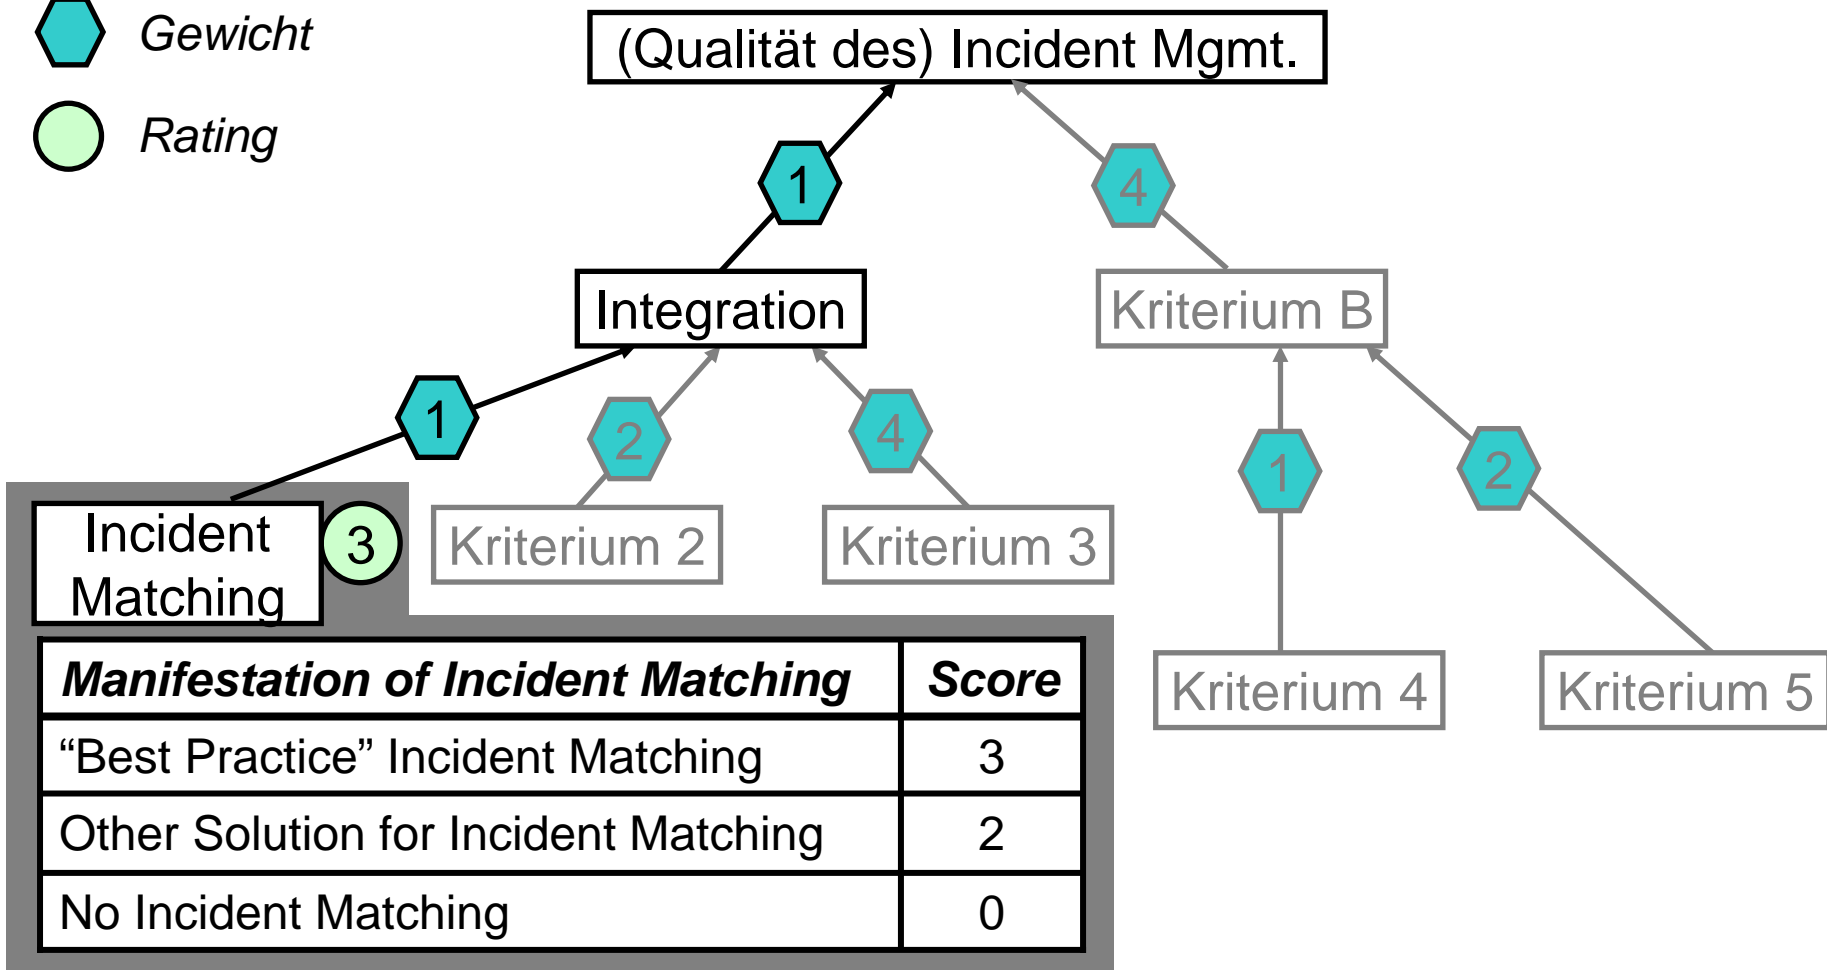 Gewicht
(Qualität des) Incident Mgmt.
Rating
1
4
Integration
Kriterium B
1
2
4
1
2
Incident
Matching
3
Kriterium 2
Kriterium 3
Manifestation of Incident Matching Score
“Best Practice” Incident Matching 3
Other Solution for Incident Matching 2
No Incident Matching 0
Kriterium 4
Kriterium 5